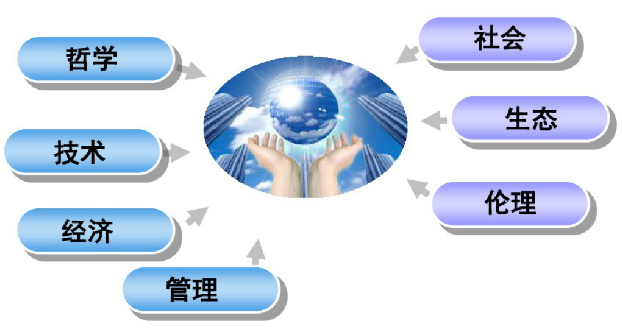 哲学
技术
经济
管理
社会
生态
伦理